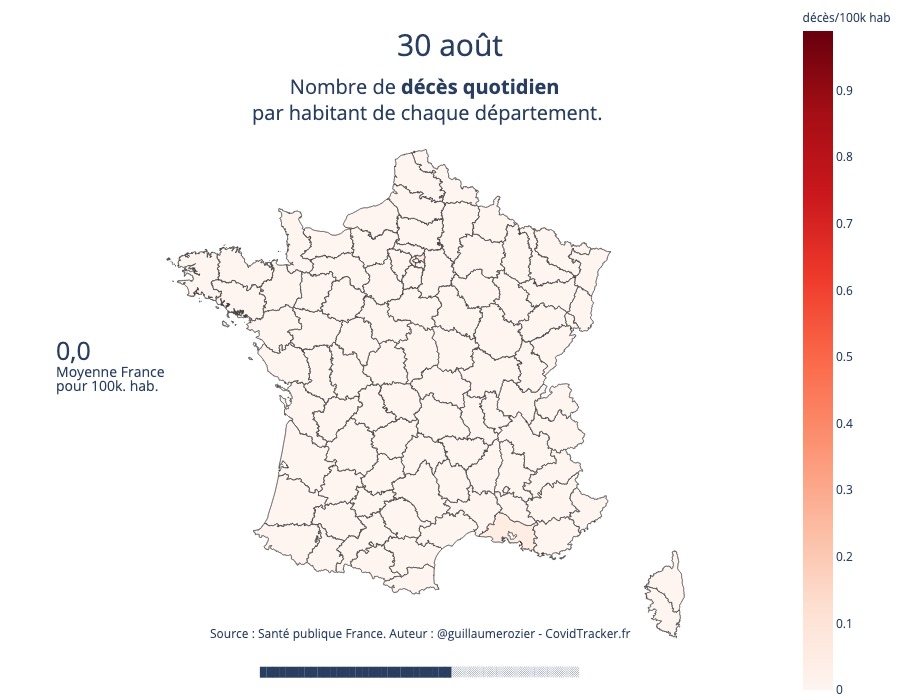 décès/100k hab
30 août
Nombre de décès quotidien
par habitant de chaque département.
0.9
0.8
0.7
0.6
0.5
0.4
0.3
0.2
0.1
0
0,0
Moyenne France
pour 100k. hab.
Source : Santé publique France. Auteur : @guillaumerozier - CovidTracker.fr